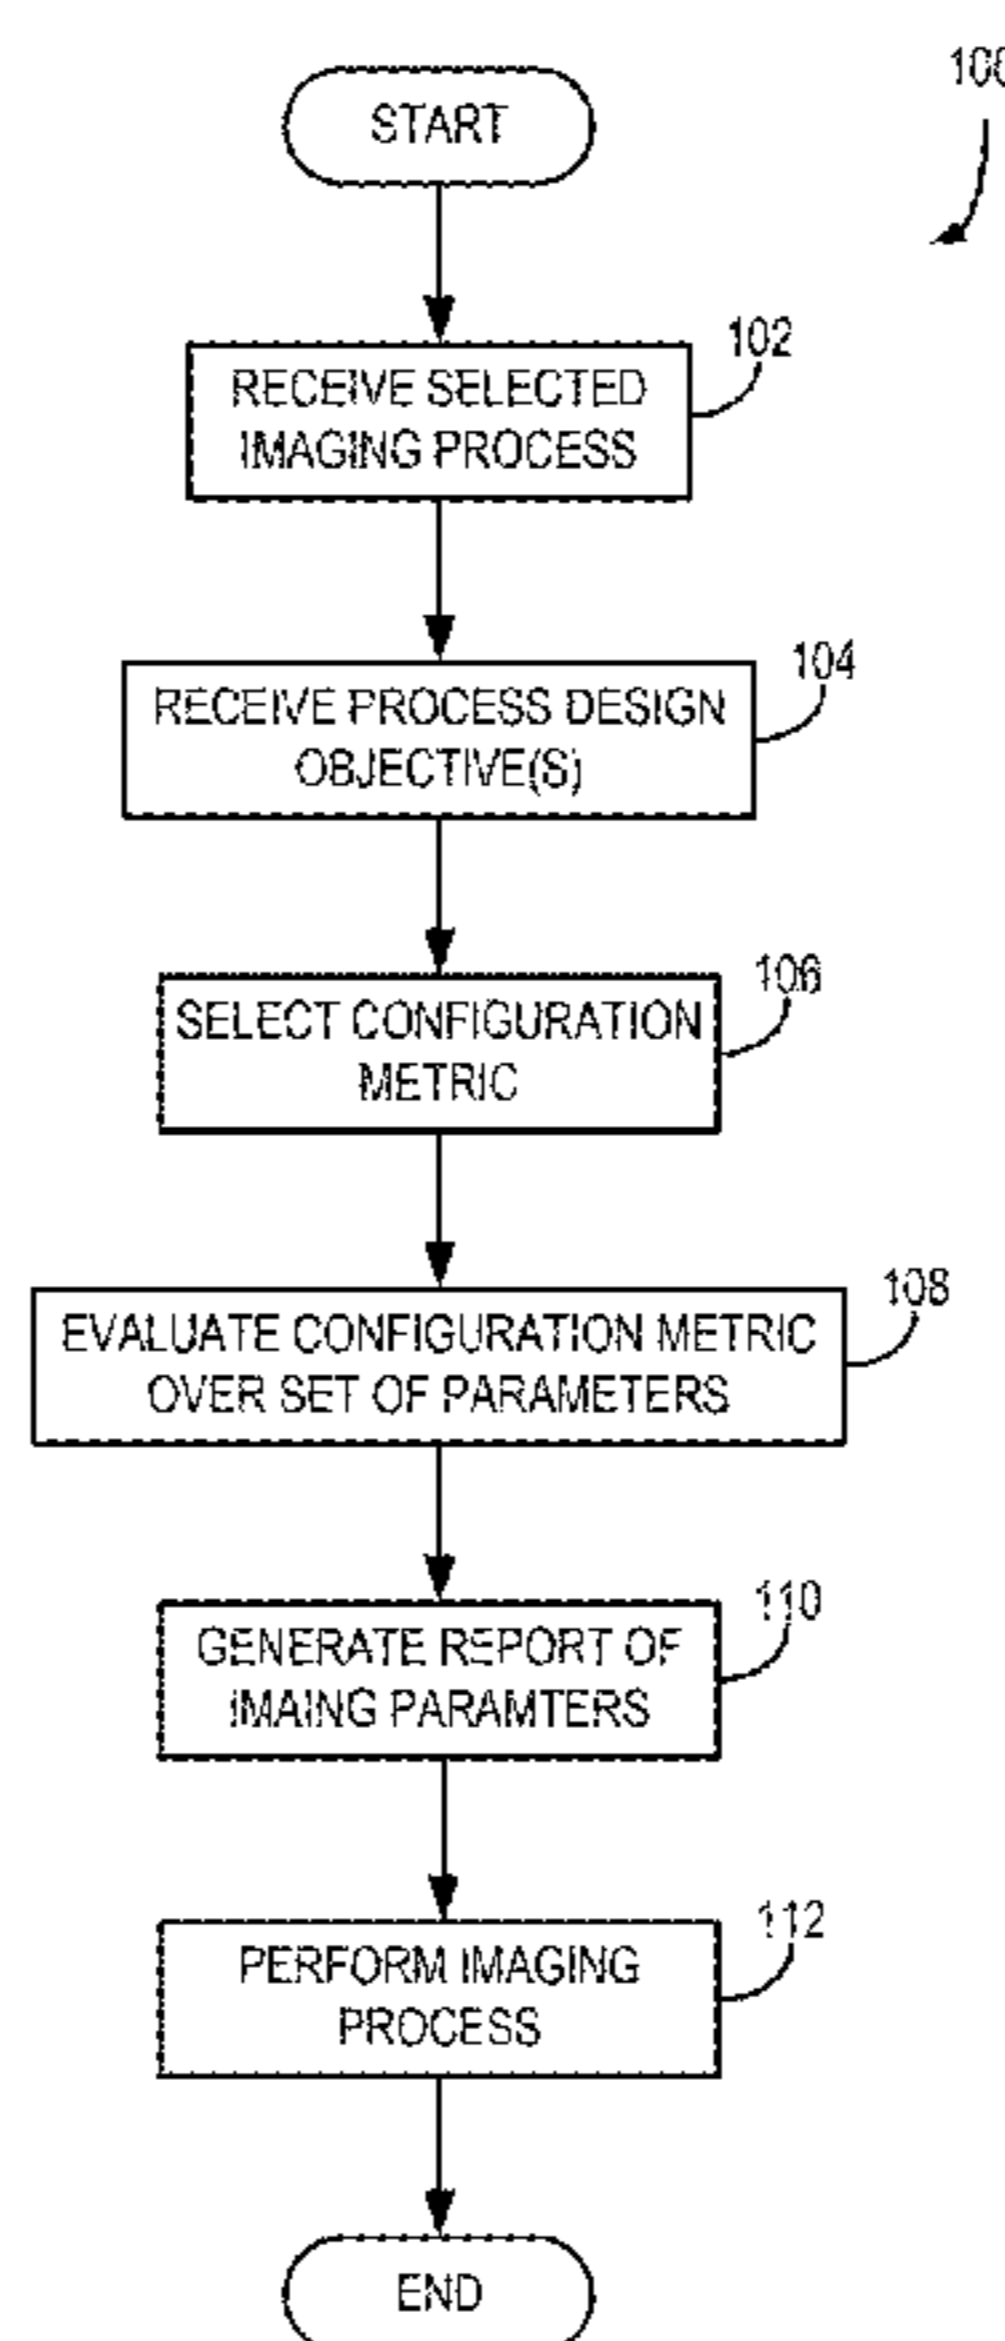 100
START
102
RECEIVE SELECTED
IMAGING PROCESS
104
RECEIVE PROCESS DESIGN
OBJECTIVE(S)
106
SELECT CONFIGURATION
METRIC
108
EVALUATE CONFIGURATION METRIC
OVER SET OF PARAMETERS
110
GENERATE REPORT OF
IMAING PARAMTERS
112
PERFORM IMAGING
PROCESS
END